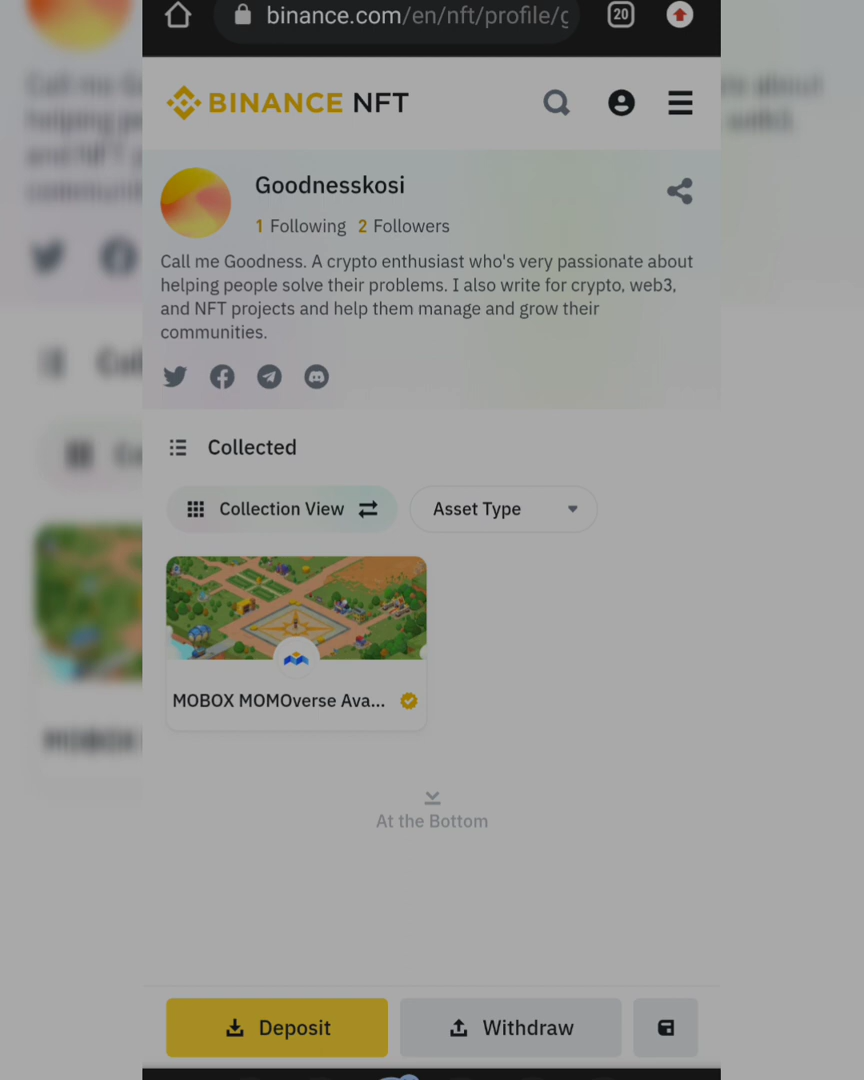 binance.com/en/nft/profile/g
20
BINANCE NFT
Goodnesskosi
1 Following 2 Followers
Call me Goodness. A crypto enthusiast who's very passionate about
helping people solve their problems. I also write for crypto, web3,
and NFT projects and help them manage and grow their
communities.
Collected
Collection View
Asset Type
MOBOX MOMOverse Ava...
At the Bottom
Deposit
Withdraw